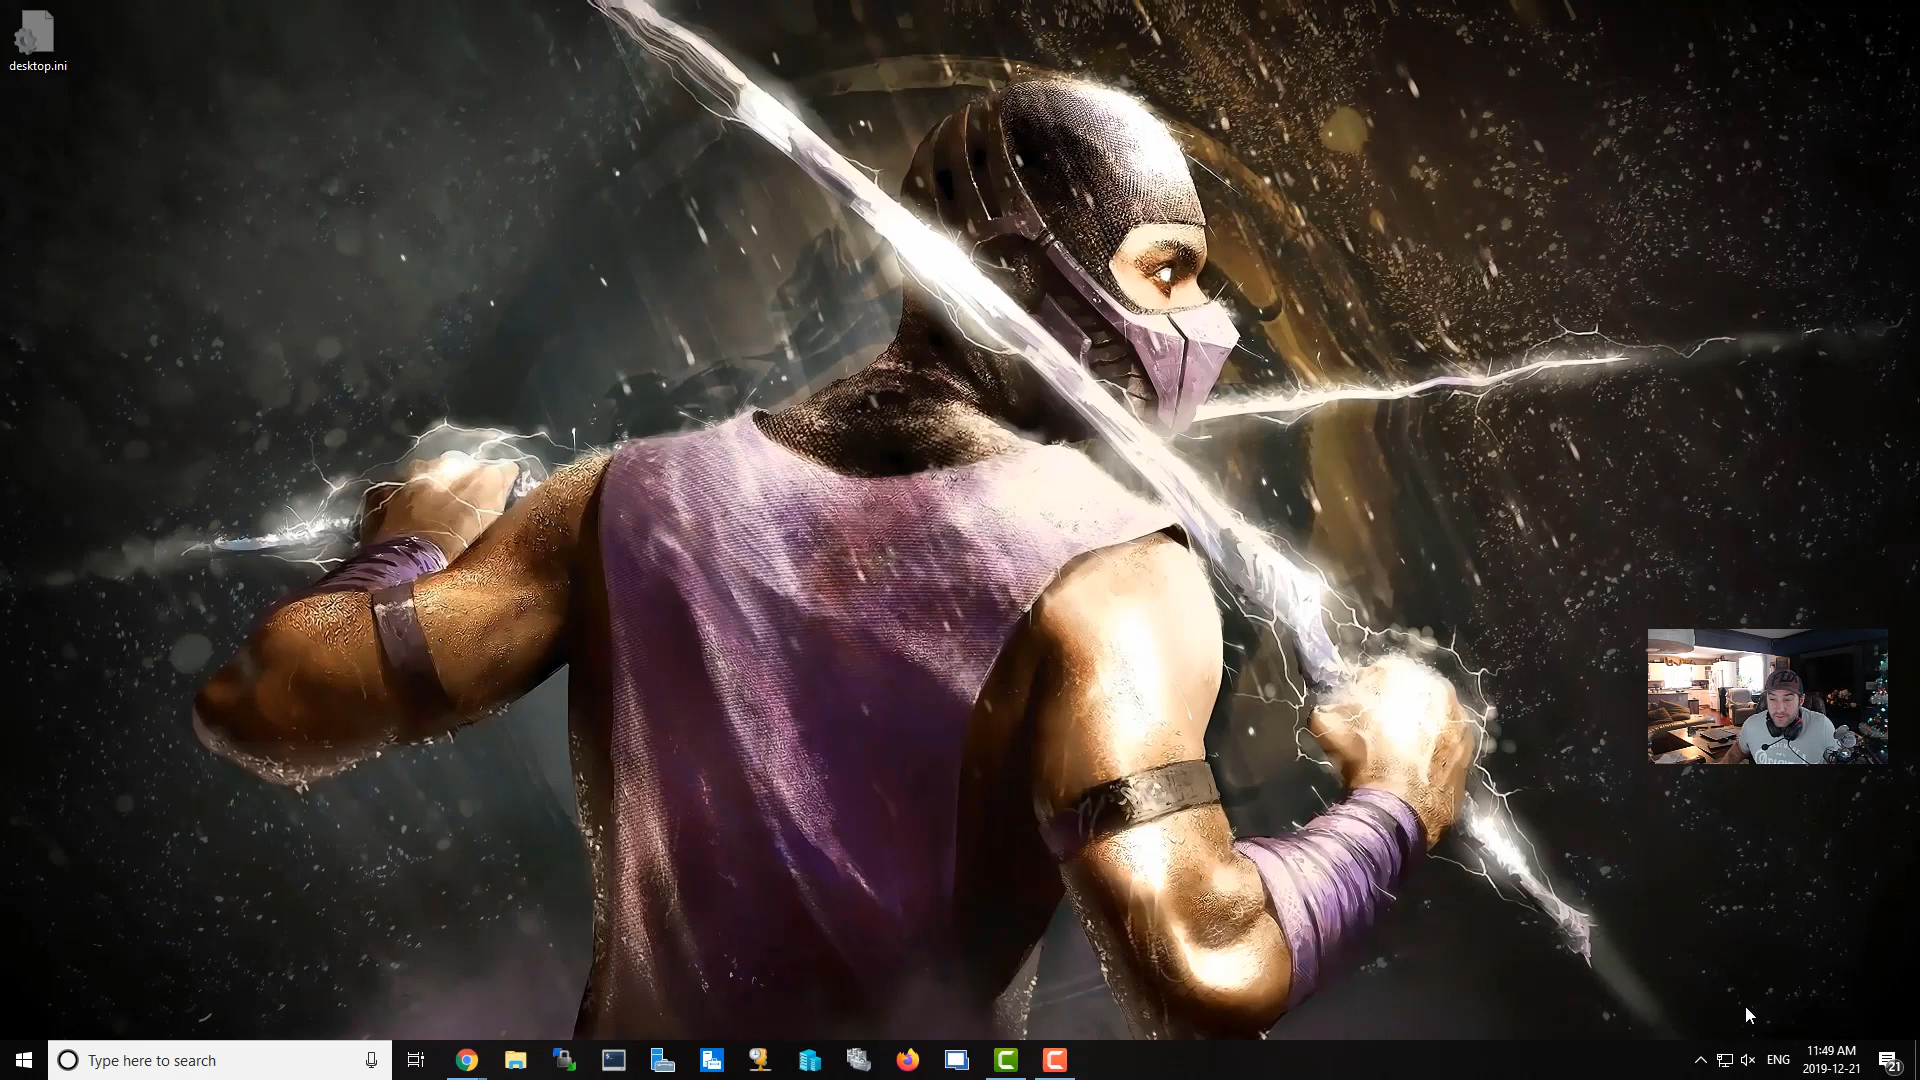 desktop.ini
Type here to search
ENG
11:49 AM
2019-12-21
21